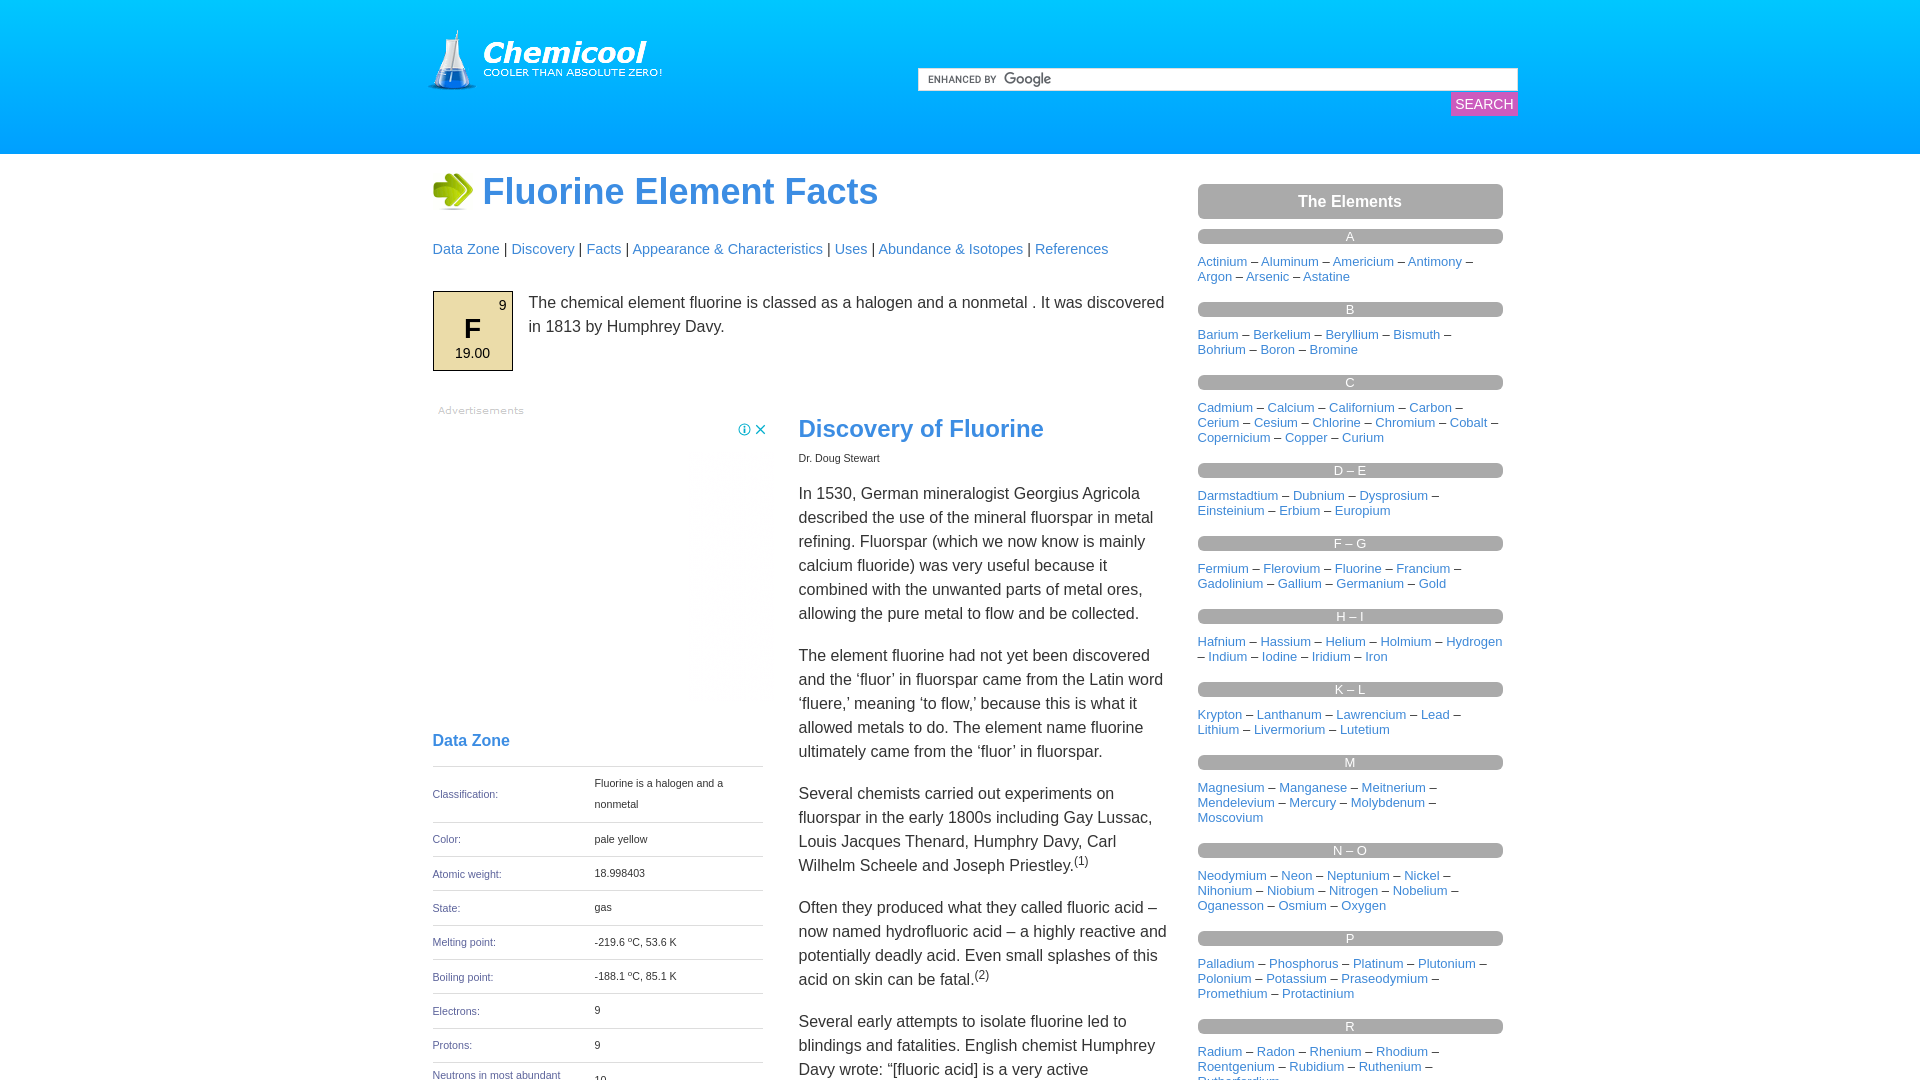 Chemicool
COOLER THAN ABSOLUTE ZERO!
ENHANCED BY Google
SEARCH
Fluorine Element Facts
Data Zone | Discovery | Facts | Appearance & Characteristics | Uses | Abundance & Isotopes | References
9
F
19.00
The chemical element fluorine is classed as a halogen and a nonmetal . It was discovered
in 1813 by Humphrey Davy.
Advertisements
Data Zone
Classification: Fluorine is a halogen and a
nonmetal
Color: pale yellow
Atomic weight: 18.998403
State: gas
Melting point: -219.6 ºC, 53.6 K
Boiling point: -188.1 ºC, 85.1 K
Electrons: 9
Protons: 9
Neutrons in most abundant 10
Discovery of Fluorine
Dr. Doug Stewart
In 1530, German mineralogist Georgius Agricola
described the use of the mineral fluorspar in metal
refining. Fluorspar (which we now know is mainly
calcium fluoride) was very useful because it
combined with the unwanted parts of metal ores,
allowing the pure metal to flow and be collected.
The element fluorine had not yet been discovered
and the ‘fluor’ in fluorspar came from the Latin word
‘fluere,’ meaning ‘to flow,’ because this is what it
allowed metals to do. The element name fluorine
ultimately came from the ‘fluor’ in fluorspar.
Several chemists carried out experiments on
fluorspar in the early 1800s including Gay Lussac,
Louis Jacques Thenard, Humphry Davy, Carl
Wilhelm Scheele and Joseph Priestley.(1)
Often they produced what they called fluoric acid –
now named hydrofluoric acid – a highly reactive and
potentially deadly acid. Even small splashes of this
acid on skin can be fatal.(2)
Several early attempts to isolate fluorine led to
blindings and fatalities. English chemist Humphrey
Davy wrote: “[fluoric acid] is a very active
The Elements
A
Actinium – Aluminum – Americium – Antimony –
Argon – Arsenic – Astatine
B
Barium – Berkelium – Beryllium – Bismuth –
Bohrium – Boron – Bromine
C
Cadmium – Calcium – Californium – Carbon –
Cerium – Cesium – Chlorine – Chromium – Cobalt –
Copernicium – Copper – Curium
D – E
Darmstadtium – Dubnium – Dysprosium –
Einsteinium – Erbium – Europium
F – G
Fermium – Flerovium – Fluorine – Francium –
Gadolinium – Gallium – Germanium – Gold
H – I
Hafnium – Hassium – Helium – Holmium – Hydrogen
– Indium – Iodine – Iridium – Iron
K – L
Krypton – Lanthanum – Lawrencium – Lead –
Lithium – Livermorium – Lutetium
M
Magnesium – Manganese – Meitnerium –
Mendelevium – Mercury – Molybdenum –
Moscovium
N – O
Neodymium – Neon – Neptunium – Nickel –
Nihonium – Niobium – Nitrogen – Nobelium –
Oganesson – Osmium – Oxygen
P
Palladium – Phosphorus – Platinum – Plutonium –
Polonium – Potassium – Praseodymium –
Promethium – Protactinium
R
Radium – Radon – Rhenium – Rhodium –
Roentgenium – Rubidium – Ruthenium –
Rutherfordium